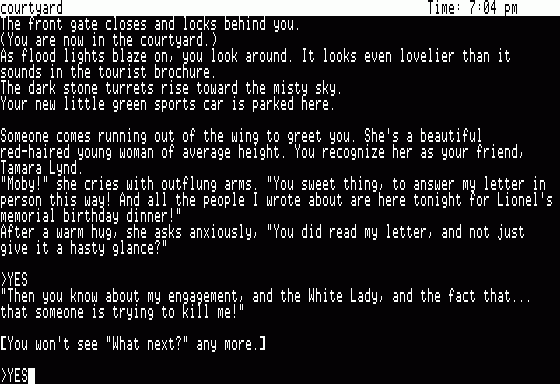 courtyard Time: 7:04 pm
The front gate closes and locks behind you.
(You are now in the courtyard.)
As flood lights blaze on, you look around. It looks even lovelier than it
sounds in the tourist brochure.
The dark stone turrets rise toward the misty sky.
Your new little green sports car is parked here.
Someone comes running out of the wing to greet you. She's a beautiful
red-haired young woman of average height. You recognize her as your friend,
Tamara Lynd.
"Moby!" she cries with outflung arms. "You sweet thing, to answer my letter in
person this way! And all the people I wrote about are here tonight for Lionel's
memorial birthday dinner!"
After a warm hug, she asks anxiously, "You did read my letter, and not just
give it a hasty glance?"
>YES
"Then you know about my engagement, and the White Lady, and the fact that...
that someone is trying to kill me!"
[You won't see "What next?" any more.]
>YES